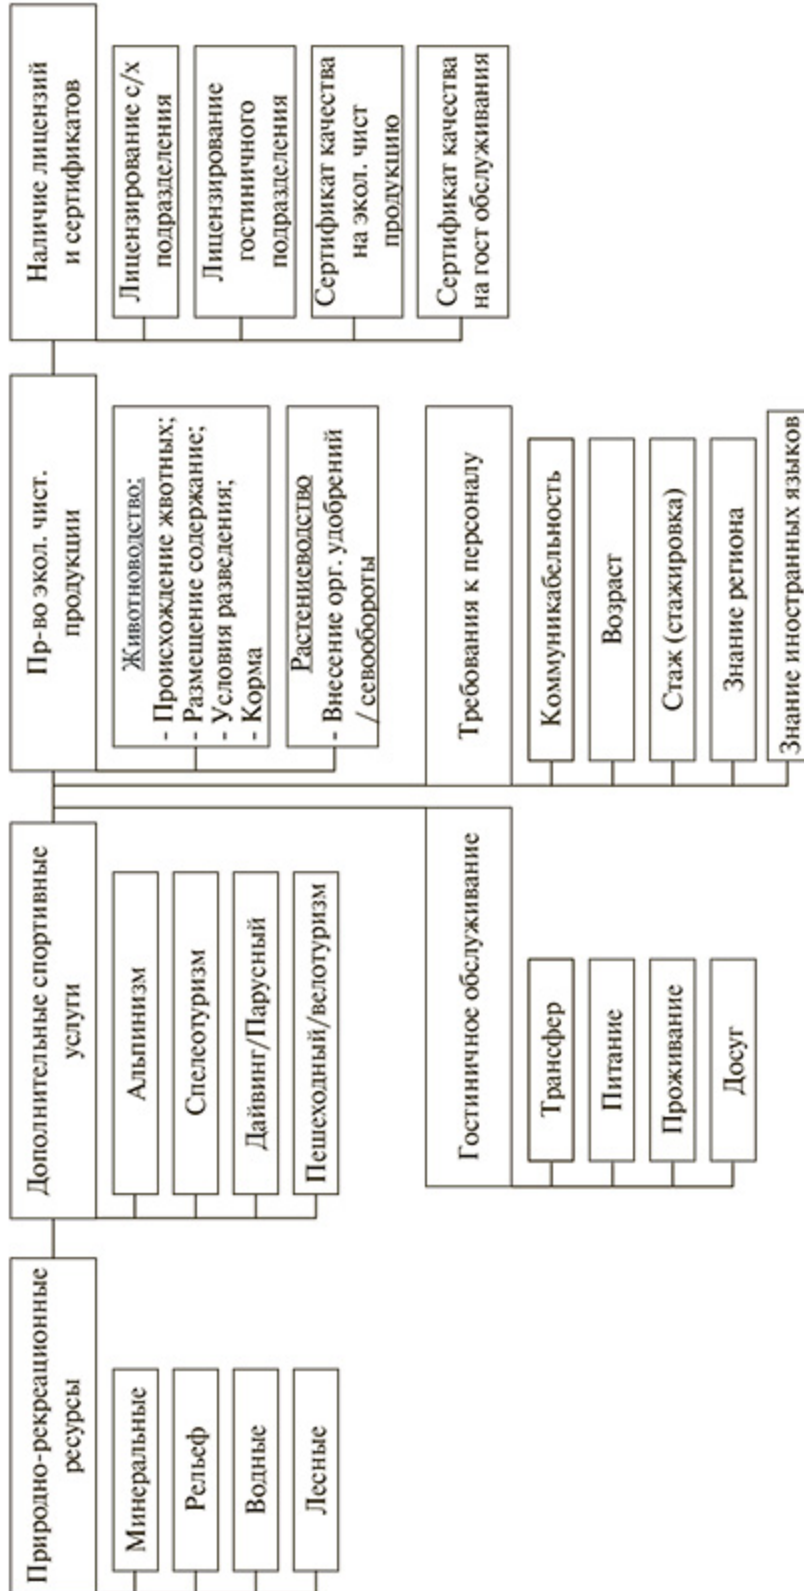 Природно-рекреационные
ресурсы
Минеральные
Рельеф
Водные
Лесные
Дополнительные спортивные
услуги
Альпинизм
Спелеотуризм
Дайвинг/Парусный
Пешеходный/велотуризм
Пр-во экол. чист.
продукции
Животноводство:
- Происхождение животных;
- Размещение содержание;
- Условия разведения;
- Корма
Растениеводство
- Внесение орг. удобрений
/ севообороты
Наличие лицензий
и сертификатов
Лицензирование с/х
подразделения
Лицензирование
гостиничного
подразделения
Сертификат качества
на экол. чист
продукцию
Сертификат качества
на гост обслуживания
Гостиничное обслуживание
Трансфер
Питание
Проживание
Досуг
Требования к персоналу
Коммуникабельность
Возраст
Стаж (стажировка)
Знание региона
Знание иностранных языков